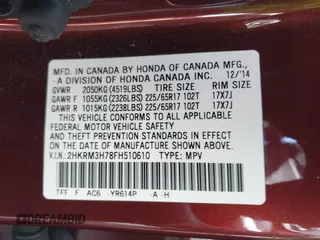 MFD. IN CANADA BY HONDA OF CANADA MFG.,
- A DIVISION OF HONDA CANADA INC. 12/'14
GVWR 2050KG (4519LBS) TIRE SIZE RIM SIZE
GAWR F 1055KG (2326LBS) 225/65R17 102T 17X7J
GAWR R 1015KG (2238LBS) 225/65R17 102T 17X7J
THIS VEHICLE CONFORMS TO ALL APPLICABLE
FEDERAL MOTOR VEHICLE SAFETY
AND THEFT PREVENTION STANDARDS IN EFFECT
ON THE DATE OF MANUFACTURE SHOWN ABOVE.
V.I.N.: 2HKRM3H78FH510610 TYPE: MPV
TFF F AC6 -YR614P -A -H
DREAMBID